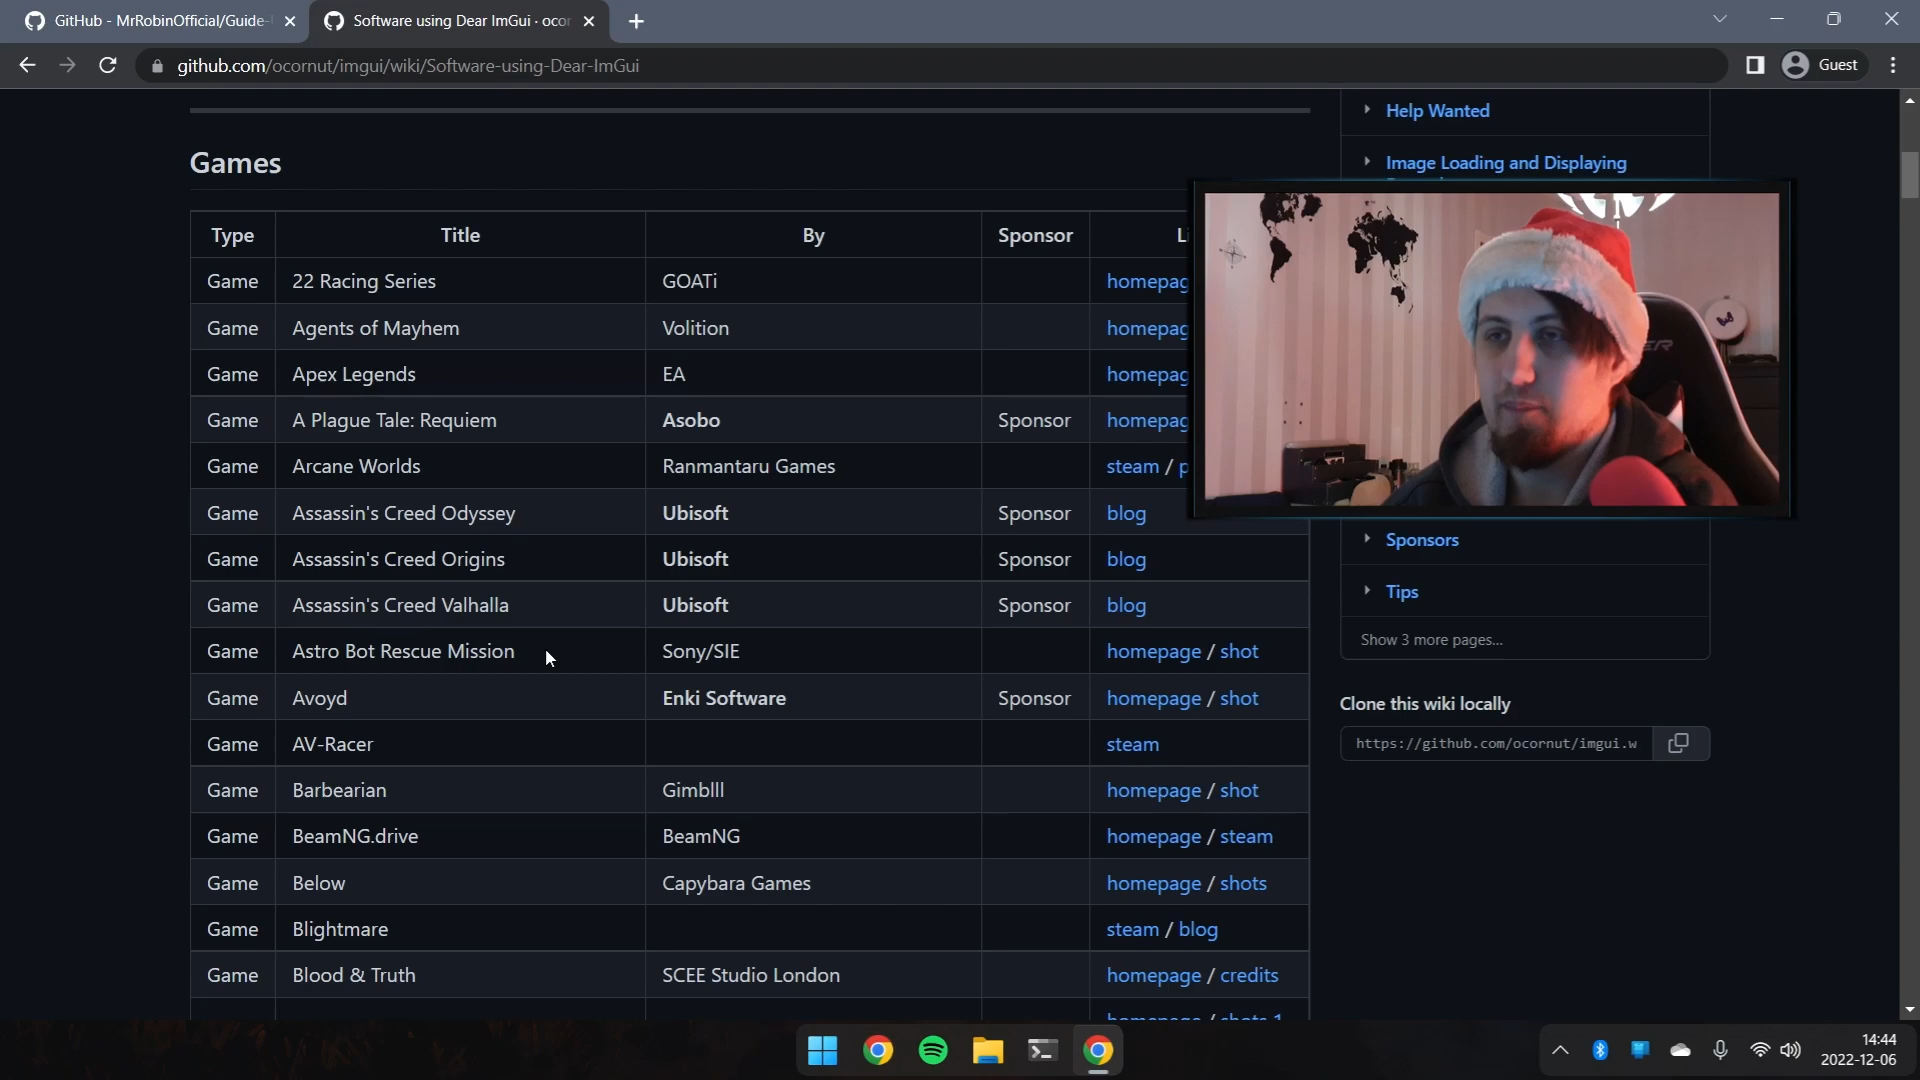 GitHub - MrRobinOfficial/Guide-
Software using Dear ImGui · ocor
github.com/ocornut/imgui/wiki/Software-using-Dear-ImGui
Guest
Games
Type Title By Sponsor
Game 22 Racing Series GOATi homepag
Game Agents of Mayhem Volition homepag
Game Apex Legends EA homepag
Game A Plague Tale: Requiem Asobo Sponsor homepag
Game Arcane Worlds Ranmantaru Games steam / p
Game Assassin's Creed Odyssey Ubisoft Sponsor blog
Game Assassin's Creed Origins Ubisoft Sponsor blog
Game Assassin's Creed Valhalla Ubisoft Sponsor blog
Game Astro Bot Rescue Mission Sony/SIE homepage / shot
Game Avoyd Enki Software Sponsor homepage / shot
Game AV-Racer steam
Game Barbearian Gimblll homepage / shot
Game BeamNG.drive BeamNG homepage / steam
Game Below Capybara Games homepage / shots
Game Blightmare steam / blog
Game Blood & Truth SCEE Studio London homepage / credits
Help Wanted
Image Loading and Displaying
Sponsors
Tips
Show 3 more pages...
Clone this wiki locally
https://github.com/ocornut/imgui.w
14:44
2022-12-06